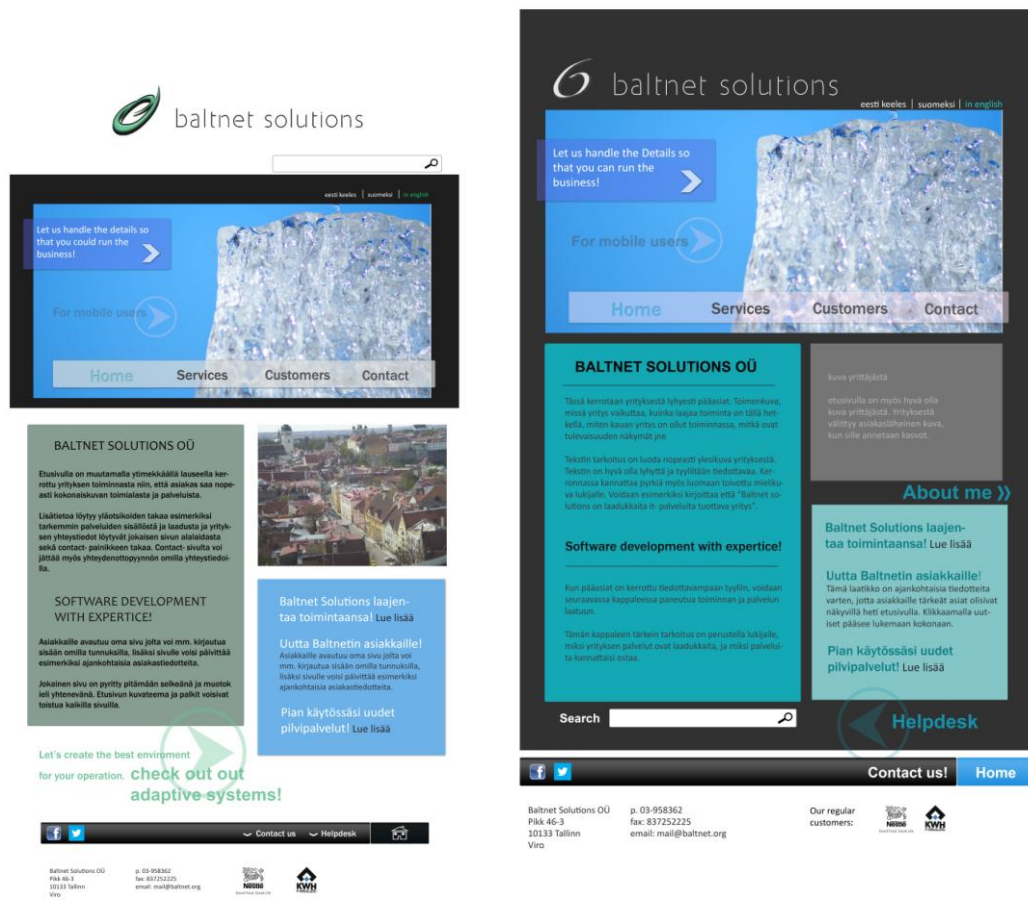 baltnet solutions
eesti keeles | suomeksi | in english
Let us handle the details so
that you could run the
business!
For mobile users
Home Services Customers Contact
BALTNET SOLUTIONS OÜ
Etusivulla on muutamalla ytimekkäällä lauseella ker-
rottu yrityksen toiminnasta niin, että asiakas saa nope-
asti kokonaiskuvan toimialasta ja palveluista.
Lisätietoa löytyy yläotsikoiden takaa esimerkiksi
tarkemmin palveluiden sisällöstä ja laadusta ja yrityk-
sen yhteystiedot löytyvät jokaisen sivun alalaidasta
sekä contact- painikkeen takaa. Contact- sivulta voi
jättää myös yhteydenottopyynnön omilla yhteystiedoi-
lla.
SOFTWARE DEVELOPMENT
WITH EXPERTICE!
Asiakkaille avautuu oma sivu jolta voi mm. kirjautua
sisään omilla tunnuksilla, lisäksi sivulle voisi päivittää
esimerkiksi ajankohtaisia asiakastiedotteita.
Jokainen sivu on pyritty pitämään selkeänä ja muotok
ieli yhtenevänä. Etusivun kuvateema ja palkit voisivat
toistua kaikilla sivuilla.
Baltnet Solutions laajen-
taa toimintaansa! Lue lisää
Uutta Baltnetin asiakkaille!
Asiakkaille avautuu oma sivu jolta voi
mm. kirjautua sisään omilla tunnuksilla,
lisäksi sivulle voisi päivittää esimerkiksi
ajankohtaisia asiakastiedotteita.
Pian käytössäsi uudet
pilvipalvelut! Lue lisää
Let's create the best enviroment
for your operation. check out out
adaptive systems!
Contact us Helpdesk
Baltnet Solutions OÜ
Pikk 46-3
10133 Tallinn
Viro
p. 03-958362
fax: 837252225
email: mail@baltnet.org
Nestlé
KWH
baltnet solutions
eesti keeles | suomeksi | in english
Let us handle the Details so
that you can run the
business!
For mobile users
Home Services Customers Contact
BALTNET SOLUTIONS OÜ
Tässä kerrotaan yrityksestä lyhyesti pääasiat. Toimenkuva,
missä yritys vaikuttaa, kuinka laajaa toiminta on tällä het-
kellä, miten kauan yritys on ollut toiminnassa, mitkä ovat
tulevaisuuden näkymät jne
Tekstin tarkoitus on luoda nopeasti ylesikuva yrityksestä.
Tekstin on hyvä olla lyhyttä ja tyyliltään tiedottavaa. Ker-
ronnassa kannattaa pyrkiä myös luomaan toivottu mieliku-
va lukijalle. Voidaan esimerkiksi kirjoittaa että "Baltnet so-
lutions on laadukkaita it- palveluita tuottava yritys".
Software development with expertice!
Kun pääasiat on kerrottu tiedottavampaan tyyliin, voidaan
seuraavassa kappaleessa paneutua toiminnan ja palvelun
laatuun.
Tämän kappaleen tärkein tarkoitus on perustella lukijalle,
miksi yrityksen palvelut ovat laadukkaita, ja miksi palvelui-
ta kannattaisi ostaa.
kuva yrittäjästä
etusivulla on myös hyvä olla
kuva yrittäjästä. Yrityksestä
välittyy asiakasläheinen kuva,
kun sille annetaan kasvot.
About me
Baltnet Solutions laajen-
taa toimintaansa! Lue lisää
Uutta Baltnetin asiakkaille!
Tämä laatikko on ajankohtaisia tiedotteita
varten, jotta asiakkaille tärkeät asiat olisivat
näkyvillä heti etusivulla. Klikkaamalla uut-
iset pääsee lukemaan kokonaan.
Pian käytössäsi uudet
pilvipalvelut! Lue lisää
Search
Helpdesk
Contact us! Home
Baltnet Solutions OÜ
Pikk 46-3
10133 Tallinn
Viro
p. 03-958362
fax: 837252225
email: mail@baltnet.org
Our regular
customers:
Nestlé
KWH